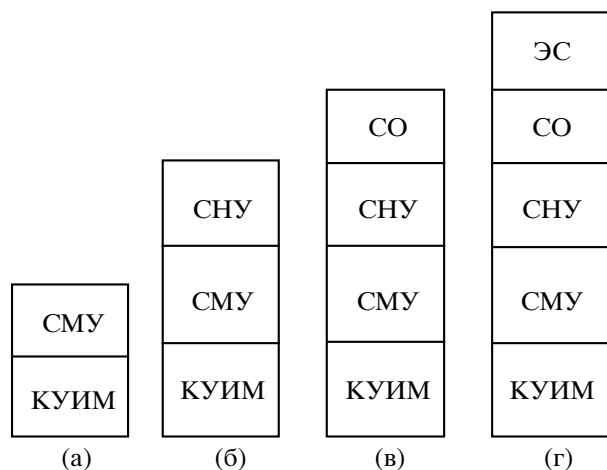 ЭС
СО
СО
СНУ
СНУ
СНУ
СМУ
СМУ
СМУ
СМУ
КУИМ
КУИМ
КУИМ
КУИМ
(а)
(б)
(в)
(г)